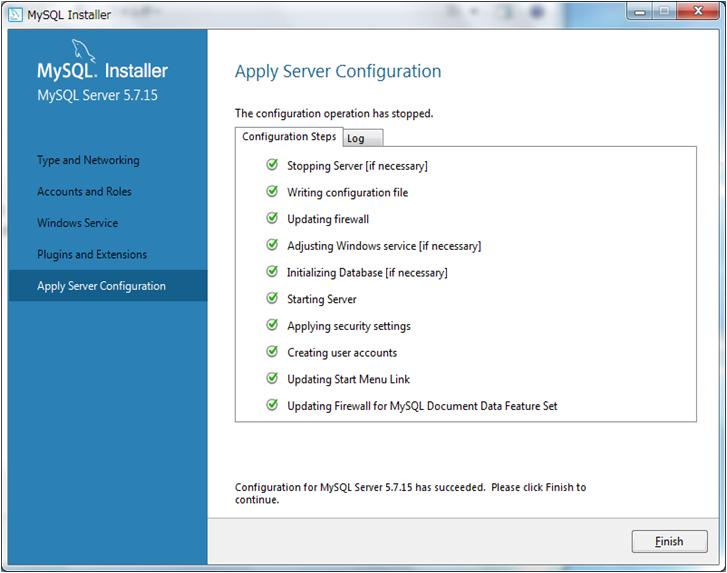 MySQL Installer
MySQL. Installer
MySQL Server 5.7.15
Type and Networking
Accounts and Roles
Windows Service
Plugins and Extensions
Apply Server Configuration
Apply Server Configuration
The configuration operation has stopped.
Configuration Steps
Log
Stopping Server [if necessary]
Writing configuration file
Updating firewall
Adjusting Windows service [if necessary]
Initializing Database [if necessary]
Starting Server
Applying security settings
Creating user accounts
Updating Start Menu Link
Updating Firewall for MySQL Document Data Feature Set
Configuration for MySQL Server 5.7.15 has succeeded.  Please click Finish to
continue.
Finish